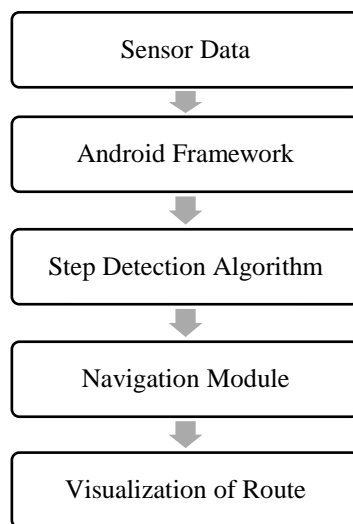 Sensor Data
Android Framework
Step Detection Algorithm
Navigation Module
Visualization of Route